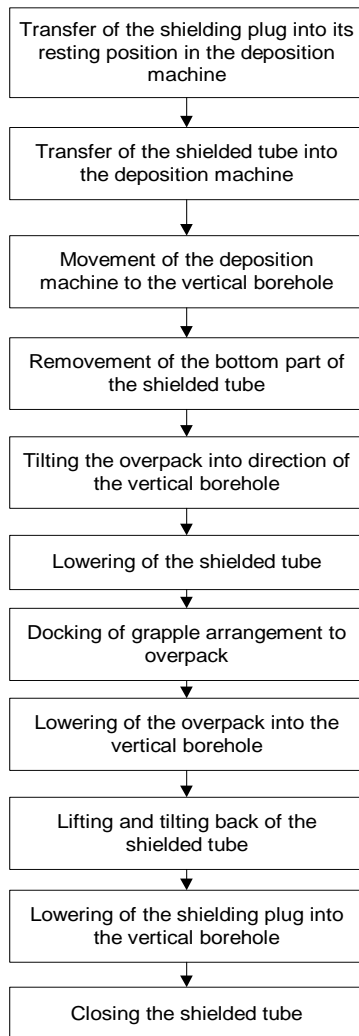 Transfer of the shielding plug into its
resting position in the deposition
machine
Transfer of the shielded tube into
the deposition machine
Movement of the deposition
machine to the vertical borehole
Removement of the bottom part of
the shielded tube
Tilting the overpack into direction of
the vertical borehole
Lowering of the shielded tube
Docking of grapple arrangement to
overpack
Lowering of the overpack into the
vertical borehole
Lifting and tilting back of the
shielded tube
Lowering of the shielding plug into
the vertical borehole
Closing the shielded tube